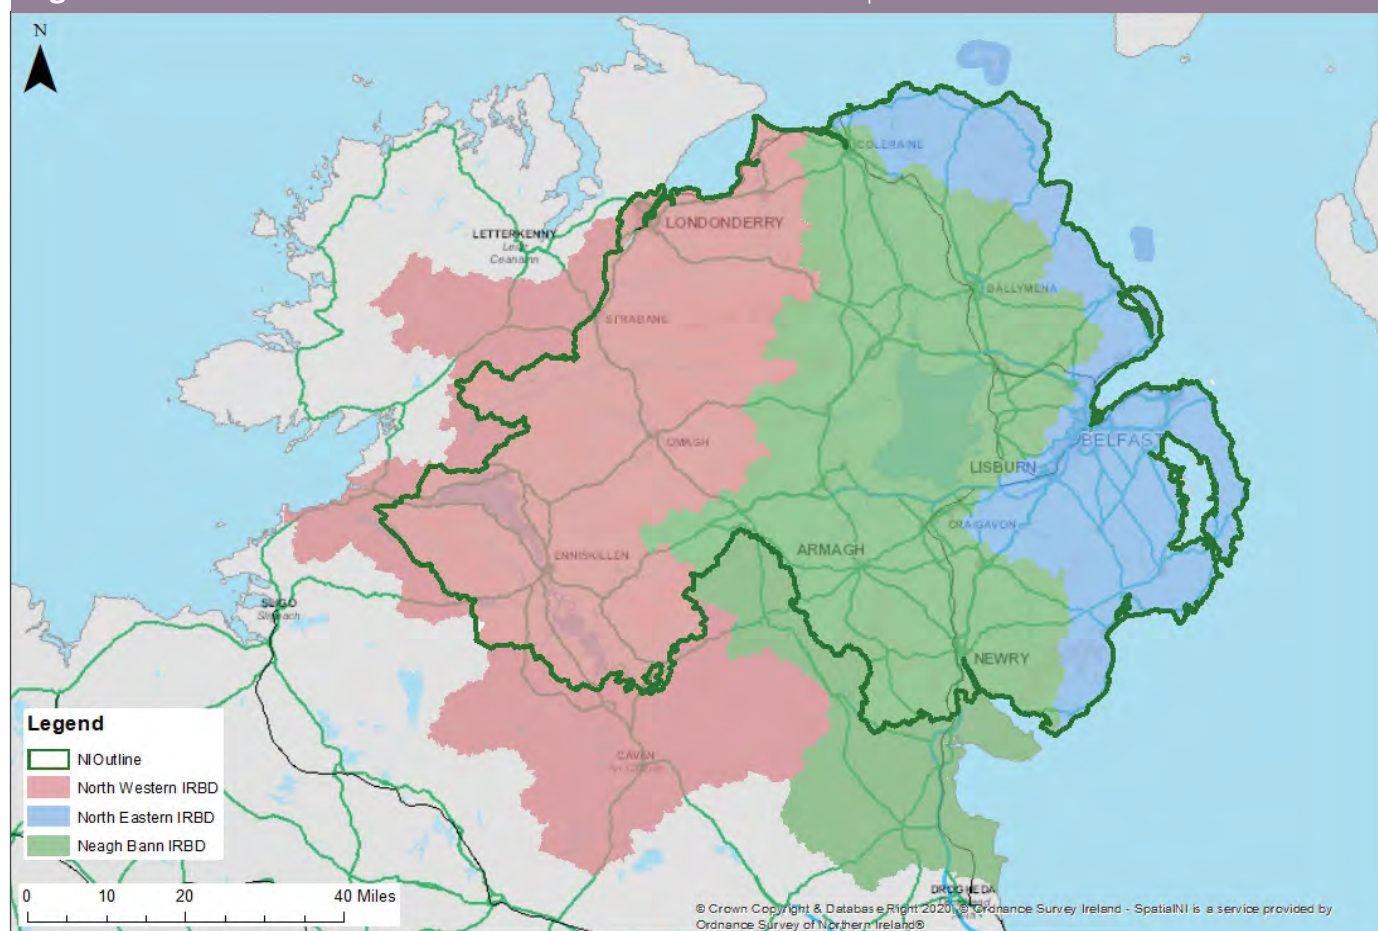 N
COLERAINE
LONDONDERRY
LETTERKENNY
Leitir
Ceanainn
BALLYMENA
STRABANE
OMAGH
BELFAST
LISBURN
CRAIGAVON
ENNISKILLEN
ARMAGH
SLIGO
Sligeach
NEWRY
CAVAN
Legend
NIOutline
North Western IRBD
North Eastern IRBD
Neagh Bann IRBD
0 10 20 40 Miles
DROGHEDA
© Crown Copyright & Database Right 2020, © Ordnance Survey Ireland - SpatialNI is a service provided by
Ordnance Survey of Northern Ireland®